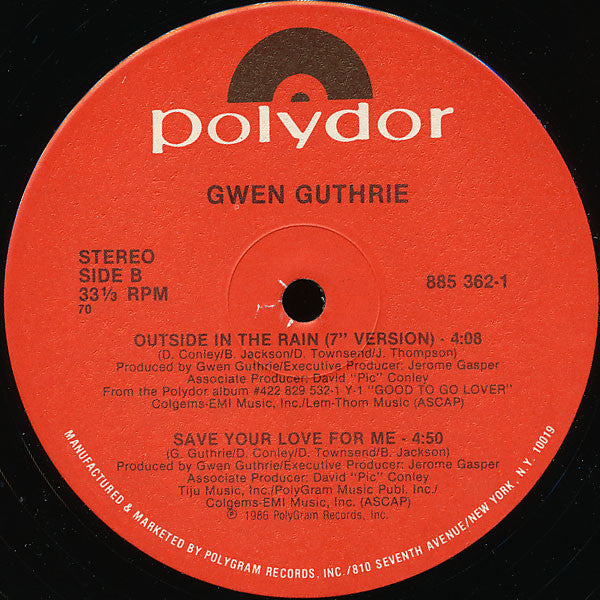 polydor
GWEN GUTHRIE
STEREO
SIDE B
33⅓ RPM
70
885 362-1
OUTSIDE IN THE RAIN (7" VERSION) - 4:08
(D. Conley/B. Jackson/D. Townsend/J. Thompson)
Produced by Gwen Guthrie/Executive Producer: Jerome Gasper
Associate Producer: David "Pic" Conley
From the Polydor album #422 829 532-1 Y-1 "GOOD TO GO LOVER"
Colgems-EMI Music, Inc./Lem-Thom Music (ASCAP)
SAVE YOUR LOVE FOR ME - 4:50
(G. Guthrie/D. Conley/D. Townsend/B. Jackson)
Produced by Gwen Guthrie/Executive Producer: Jerome Gasper
Associate Producer: David "Pic" Conley
Tiju Music, Inc./PolyGram Music Publ. Inc./
Colgems-EMI Music, Inc. (ASCAP)
℗ 1986 PolyGram Records, Inc.
MANUFACTURED & MARKETED BY POLYGRAM RECORDS, INC./810 SEVENTH AVENUE/NEW YORK, N.Y. 10019